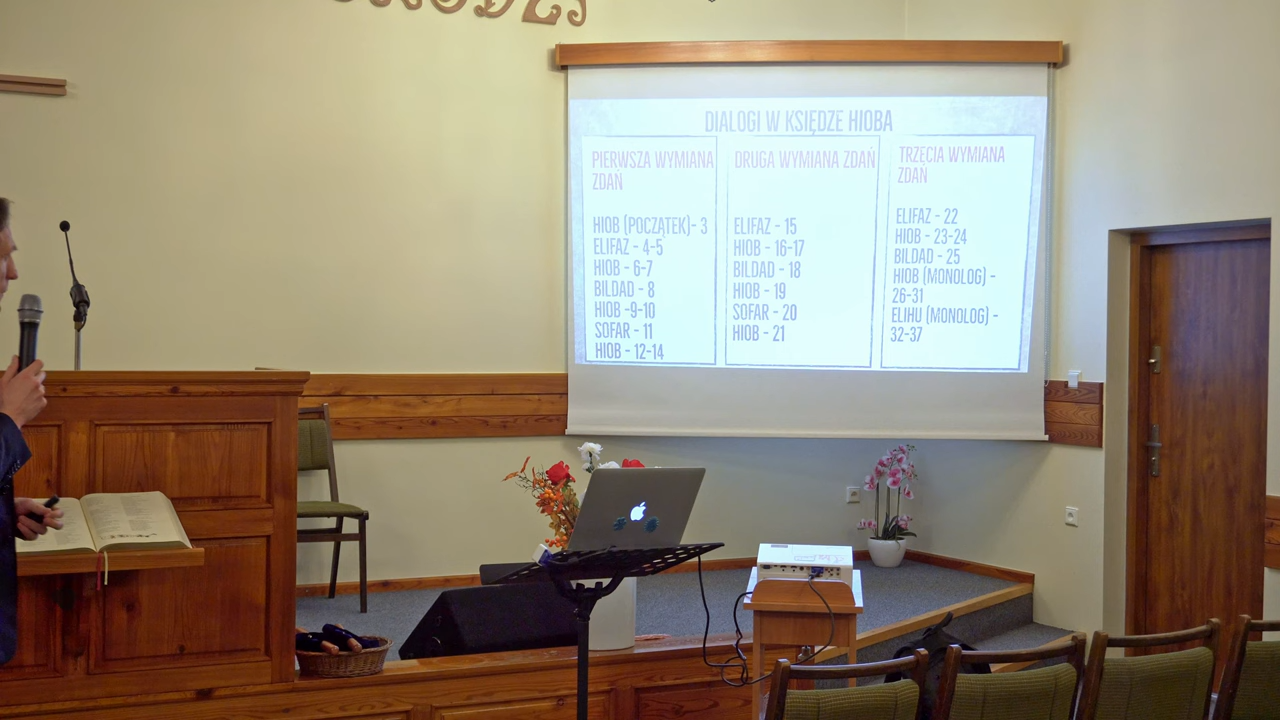 DIALOGI W KSIĘDZE HIOBA
PIERWSZA WYMIANA
ZDAŃ
HIOB (POCZĄTEK)- 3
ELIFAZ - 4-5
HIOB - 6-7
BILDAD - 8
HIOB -9-10
SOFAR - 11
HIOB - 12-14
DRUGA WYMIANA ZDAŃ
ELIFAZ - 15
HIOB - 16-17
BILDAD - 18
HIOB - 19
SOFAR - 20
HIOB - 21
TRZECIA WYMIANA
ZDAŃ
ELIFAZ - 22
HIOB - 23-24
BILDAD - 25
HIOB (MONOLOG) -
26-31
ELIHU (MONOLOG) -
32-37